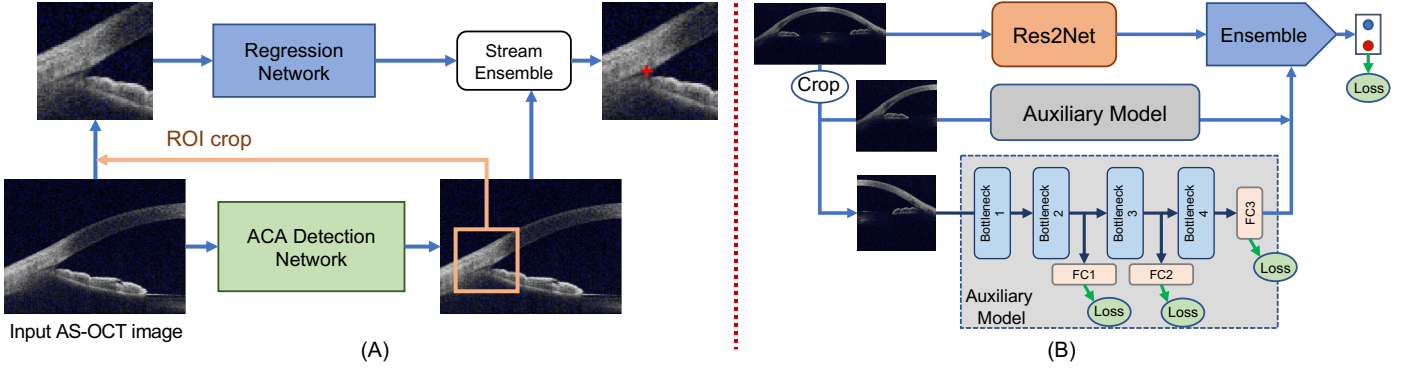 Regression
Network
Stream
Ensemble
ROI crop
ACA Detection
Network
Input AS-OCT image
(A)
Res2Net
Ensemble
Loss
Crop
Auxiliary Model
Bottleneck
1
Bottleneck
2
Bottleneck
3
Bottleneck
4
FC3
FC1
FC2
Loss
Loss
Loss
Auxiliary
Model
(B)